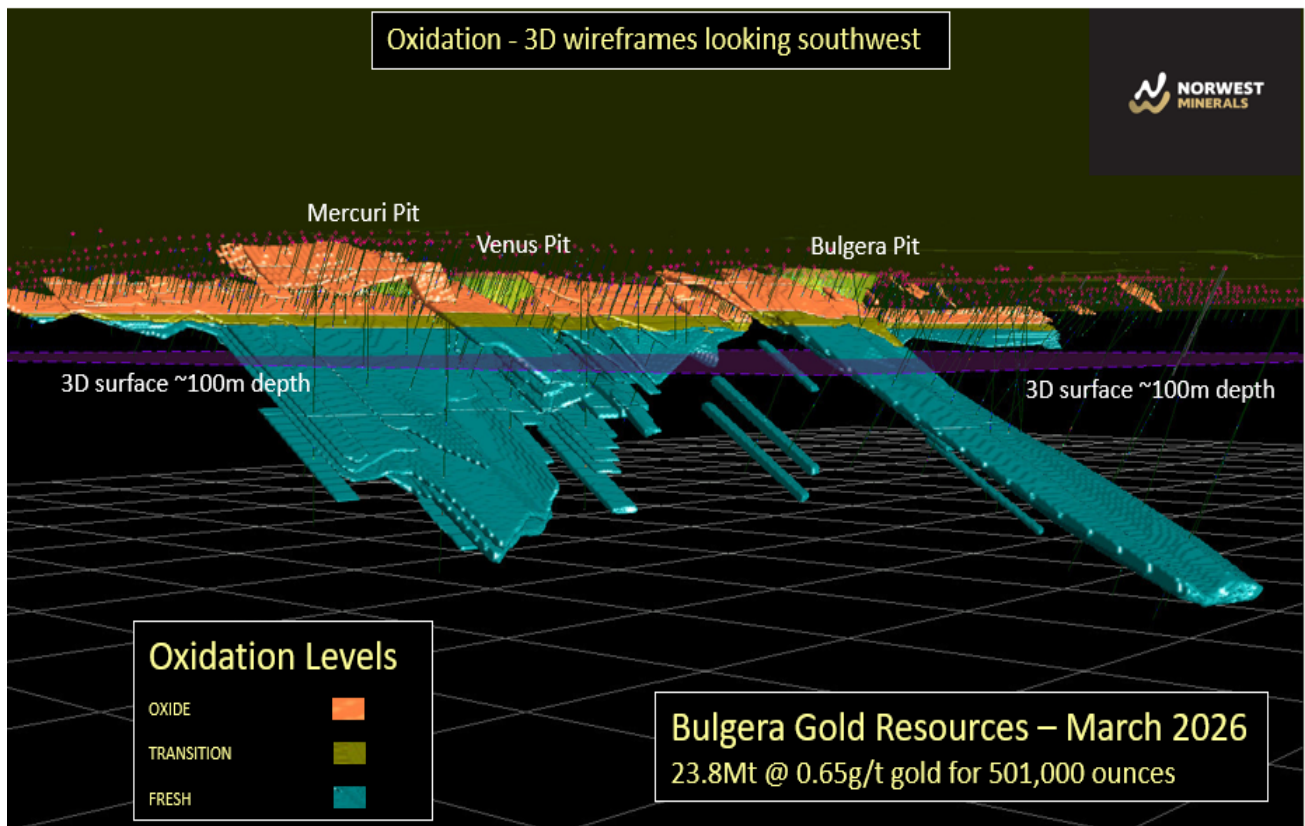 Oxidation - 3D wireframes looking southwest
NORWEST
MINERALS
Mercuri Pit
Venus Pit
Bulgera Pit
3D surface ~100m depth
3D surface ~100m depth
Oxidation Levels
OXIDE
TRANSITION
FRESH
Bulgera Gold Resources – March 2026
23.8Mt @ 0.65g/t gold for 501,000 ounces